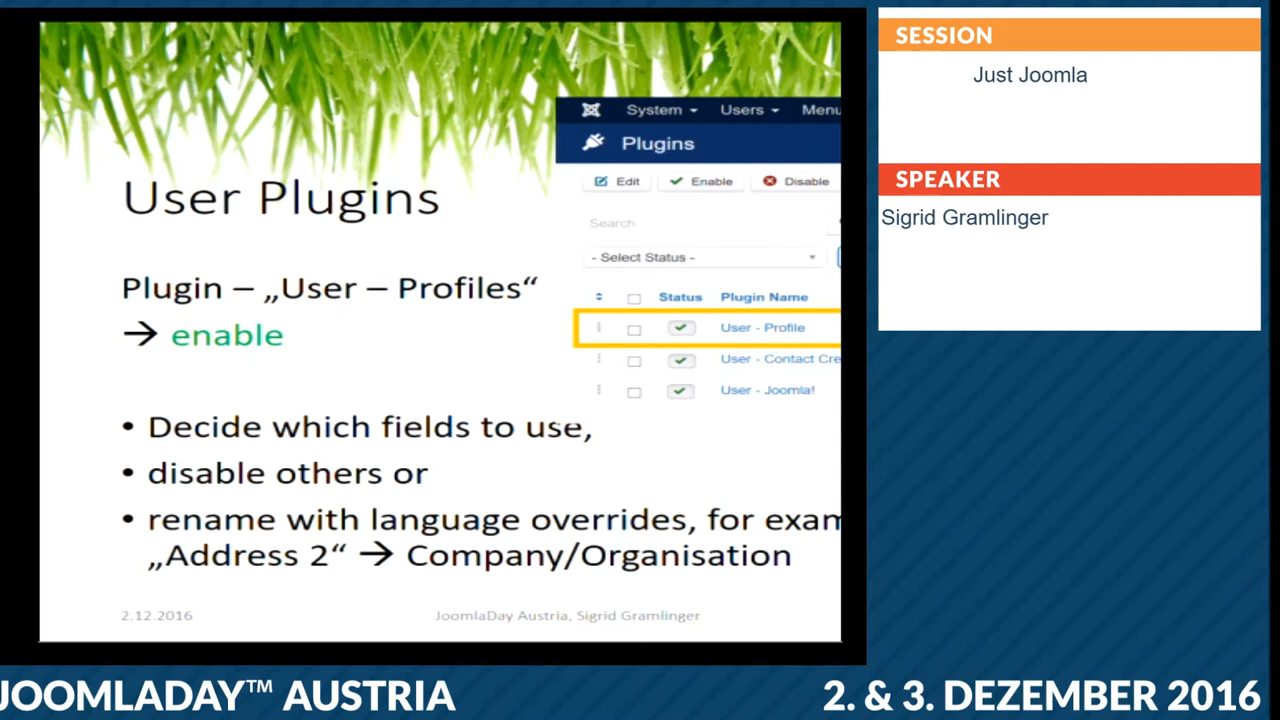 User Plugins
Plugin – „User – Profiles“
→ enable
• Decide which fields to use,
• disable others or
• rename with language overrides, for exam
„Address 2“ → Company/Organisation
2.12.2016
JoomlaDay Austria, Sigrid Gramlinger
System Users Menu
Plugins
Edit Enable Disable
Search
- Select Status -
Status Plugin Name
User - Profile
User - Contact Cre
User - Joomla!
SESSION
Just Joomla
SPEAKER
Sigrid Gramlinger
JOOMLADAY™ AUSTRIA
2. & 3. DEZEMBER 2016